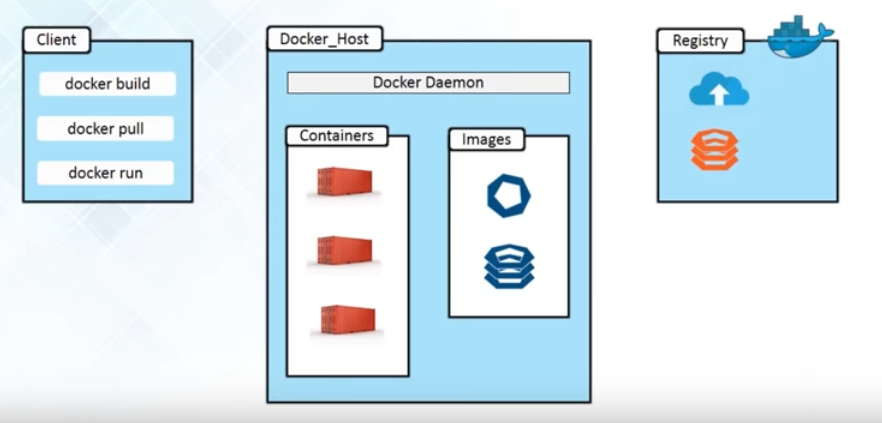 Client
docker build
docker pull
docker run
Docker_Host
Docker Daemon
Containers
Images
Registry